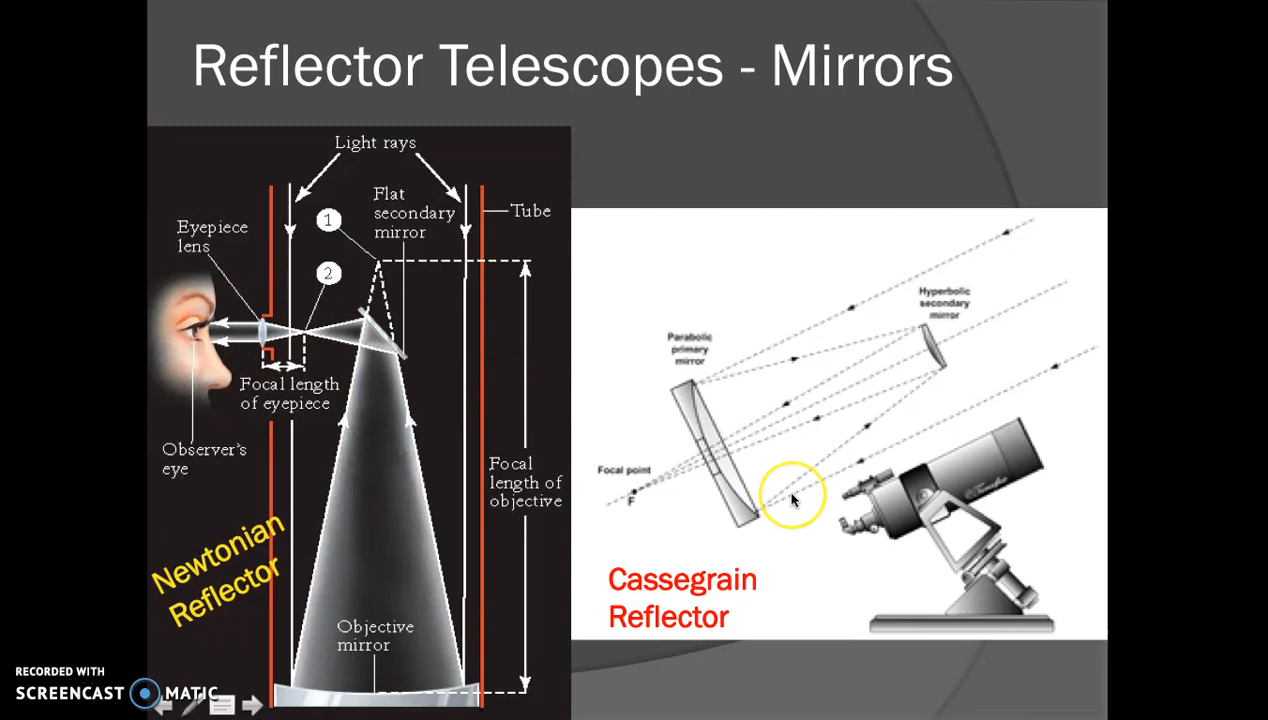 Reflector Telescopes - Mirrors
Light rays
1
Flat
secondary
mirror
Tube
Eyepiece
lens
2
Focal length
of eyepiece
Observer's
eye
Focal
length of
objective
Newtonian
Reflector
Objective
mirror
Hyperbolic
secondary
mirror
Parabolic
primary
mirror
Focal point
F
Cassegrain
Reflector
RECORDED WITH
SCREENCAST MATIC